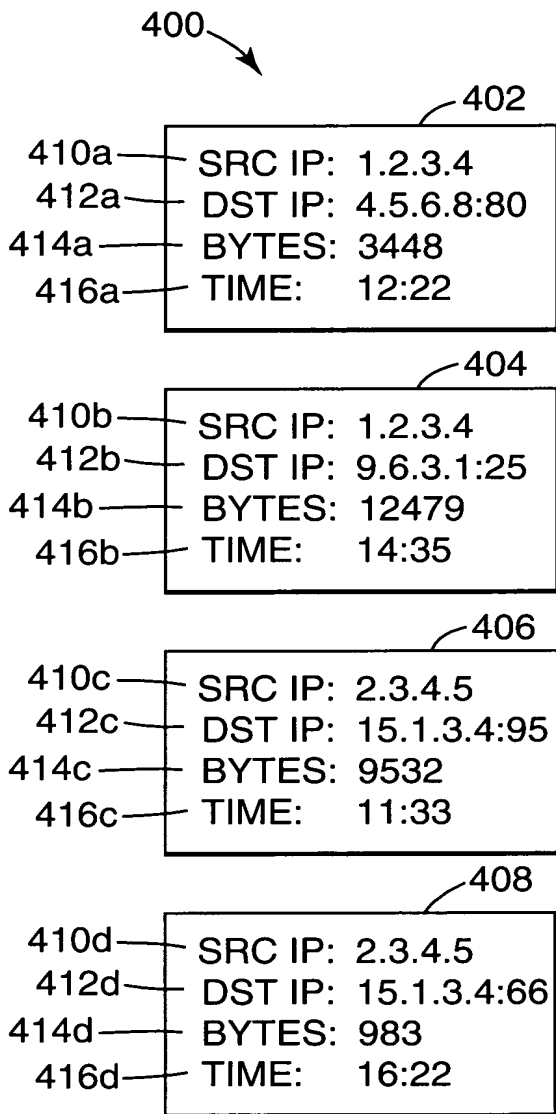 400
402
410a SRC IP: 1.2.3.4
412a DST IP: 4.5.6.8:80
414a BYTES: 3448
416a TIME: 12:22
404
410b SRC IP: 1.2.3.4
412b DST IP: 9.6.3.1:25
414b BYTES: 12479
416b TIME: 14:35
406
410c SRC IP: 2.3.4.5
412c DST IP: 15.1.3.4:95
414c BYTES: 9532
416c TIME: 11:33
408
410d SRC IP: 2.3.4.5
412d DST IP: 15.1.3.4:66
414d BYTES: 983
416d TIME: 16:22